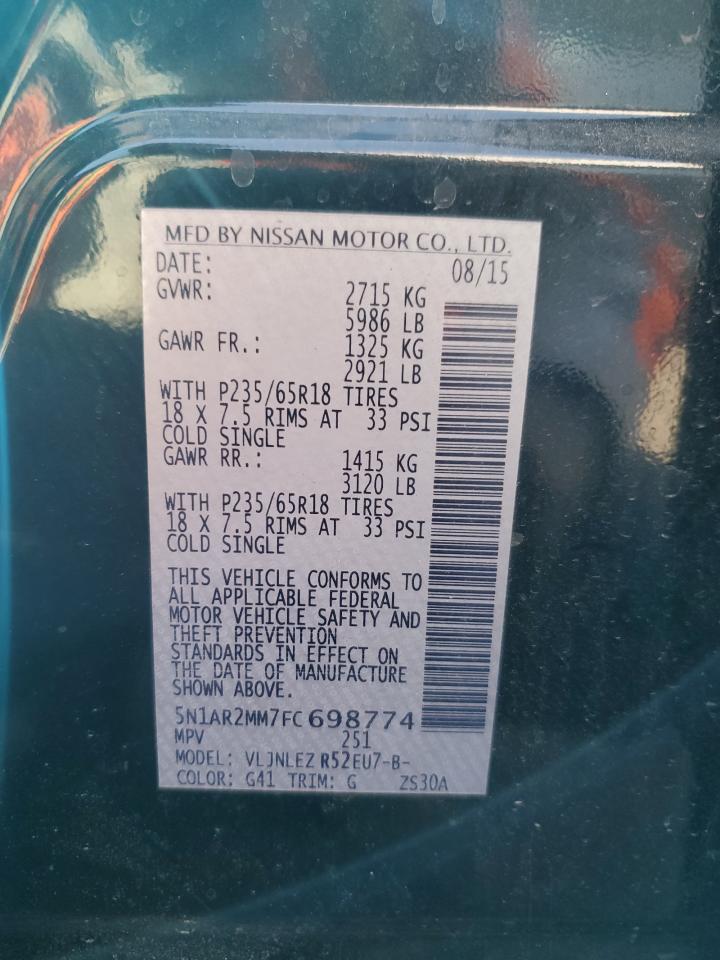 MFD BY NISSAN MOTOR CO., LTD.
DATE: 08/15
GVWR: 2715 KG
5986 LB
GAWR FR.: 1325 KG
2921 LB
WITH P235/65R18 TIRES
18 X 7.5 RIMS AT 33 PSI
COLD SINGLE
GAWR RR.: 1415 KG
3120 LB
WITH P235/65R18 TIRES
18 X 7.5 RIMS AT 33 PSI
COLD SINGLE
THIS VEHICLE CONFORMS TO
ALL APPLICABLE FEDERAL
MOTOR VEHICLE SAFETY AND
THEFT PREVENTION
STANDARDS IN EFFECT ON
THE DATE OF MANUFACTURE
SHOWN ABOVE.
5N1AR2MM7FC698774
MPV 251
MODEL: VLJNLEZ R52EU7-B-
COLOR: G41 TRIM: G ZS30A